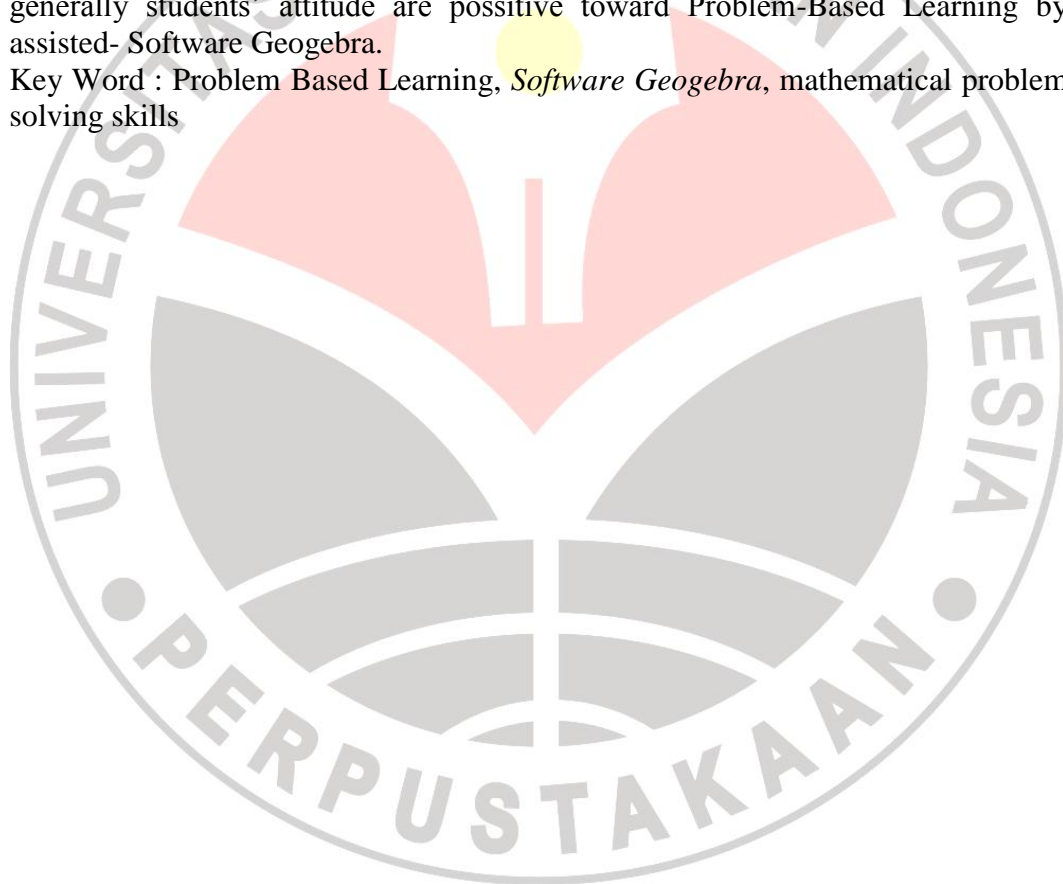 generally students’ attitude are possitive toward Problem-Based Learning by
assisted- Software Geogebra.
Key Word : Problem Based Learning, Software Geogebra, mathematical problem
solving skills
UNIVERSITAS
N INDONESIA
PERPUSTAKAAN